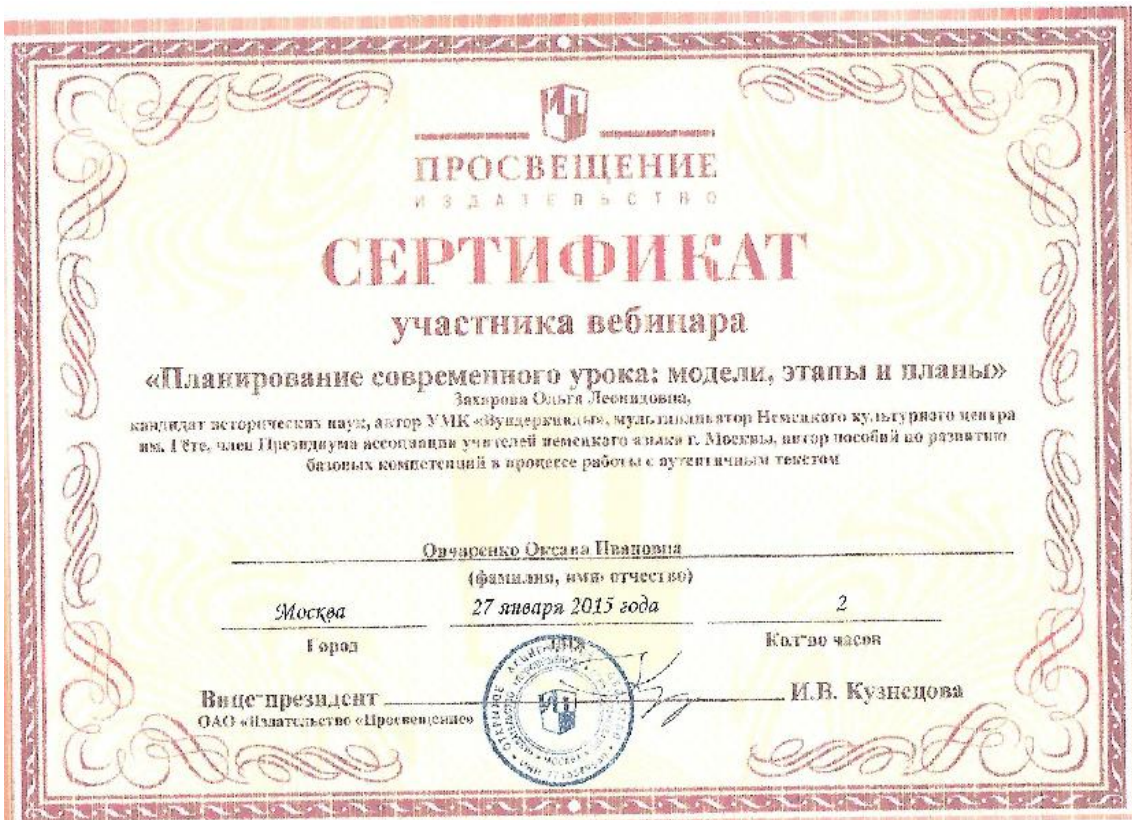 ИП
ПРОСВЕЩЕНИЕ
ИЗДАТЕЛЬСТВО
СЕРТИФИКАТ
участника вебинара
«Планирование современного урока: модели, этапы и планы»
Захарова Ольга Леонидовна,
кандидат исторических наук, автор УМК «Вундеркинды», мультипликатор Немецкого культурного центра
им. Гёте, член Президиума ассоциации учителей немецкого языка г. Москвы, автор пособий по развитию
базовых компетенций в процессе работы с аутентичным текстом
Овчаренко Оксана Ивановна
(фамилия, имя, отчество)
Москва 27 января 2015 года 2
Город Кол-во часов
Вице-президент И.В. Кузнецова
ОАО «Издательство «Просвещение»